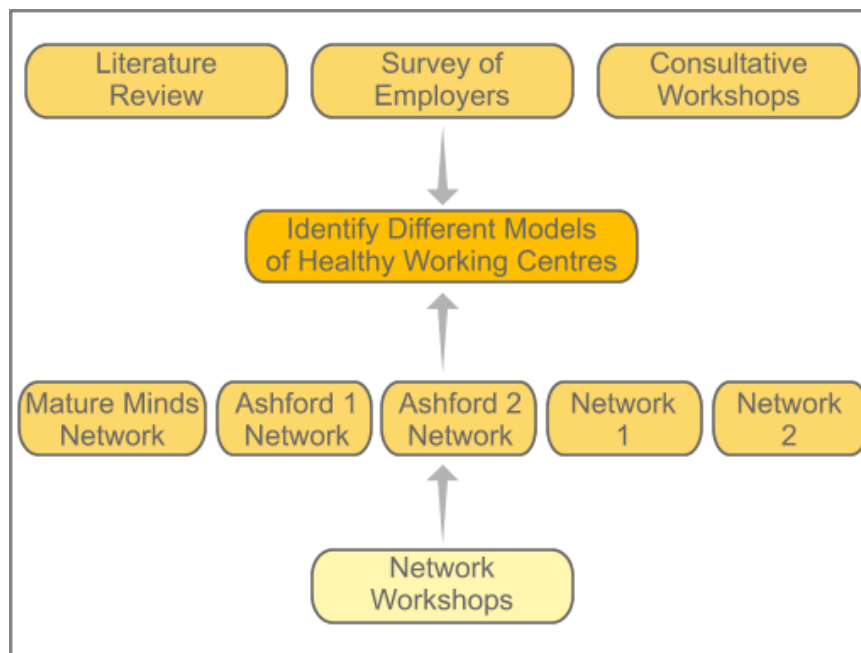 Literature
Review
Survey of
Employers
Consultative
Workshops
Identify Different Models
of Healthy Working Centres
Mature Minds
Network
Ashford 1
Network
Ashford 2
Network
Network
1
Network
2
Network
Workshops